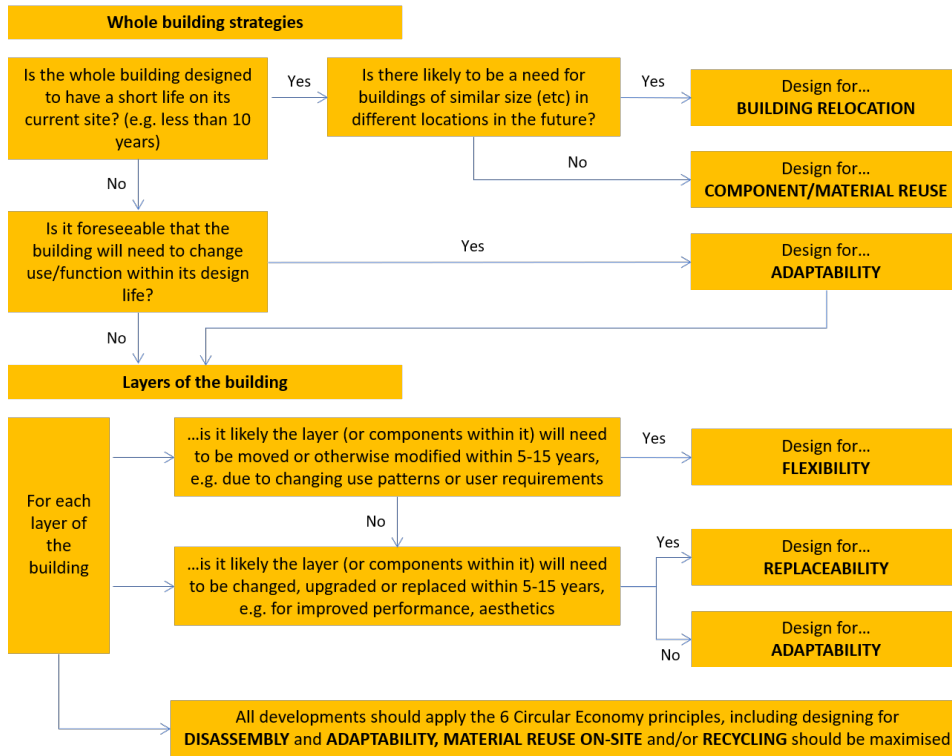 Whole building strategies
Is the whole building designed
to have a short life on its
current site? (e.g. less than 10
years)
Yes
Is there likely to be a need for
buildings of similar size (etc) in
different locations in the future?
Yes
Design for...
BUILDING RELOCATION
No
Design for...
COMPONENT/MATERIAL REUSE
No
Is it foreseeable that the
building will need to change
use/function within its design
life?
Yes
Design for...
ADAPTABILITY
No
Layers of the building
For each
layer of
the
building
...is it likely the layer (or components within it) will need
to be moved or otherwise modified within 5-15 years,
e.g. due to changing use patterns or user requirements
Yes
Design for...
FLEXIBILITY
No
...is it likely the layer (or components within it) will need
to be changed, upgraded or replaced within 5-15 years,
e.g. for improved performance, aesthetics
Yes
Design for...
REPLACEABILITY
No
Design for...
ADAPTABILITY
All developments should apply the 6 Circular Economy principles, including designing for
DISASSEMBLY and ADAPTABILITY, MATERIAL REUSE ON-SITE and/or RECYCLING should be maximised